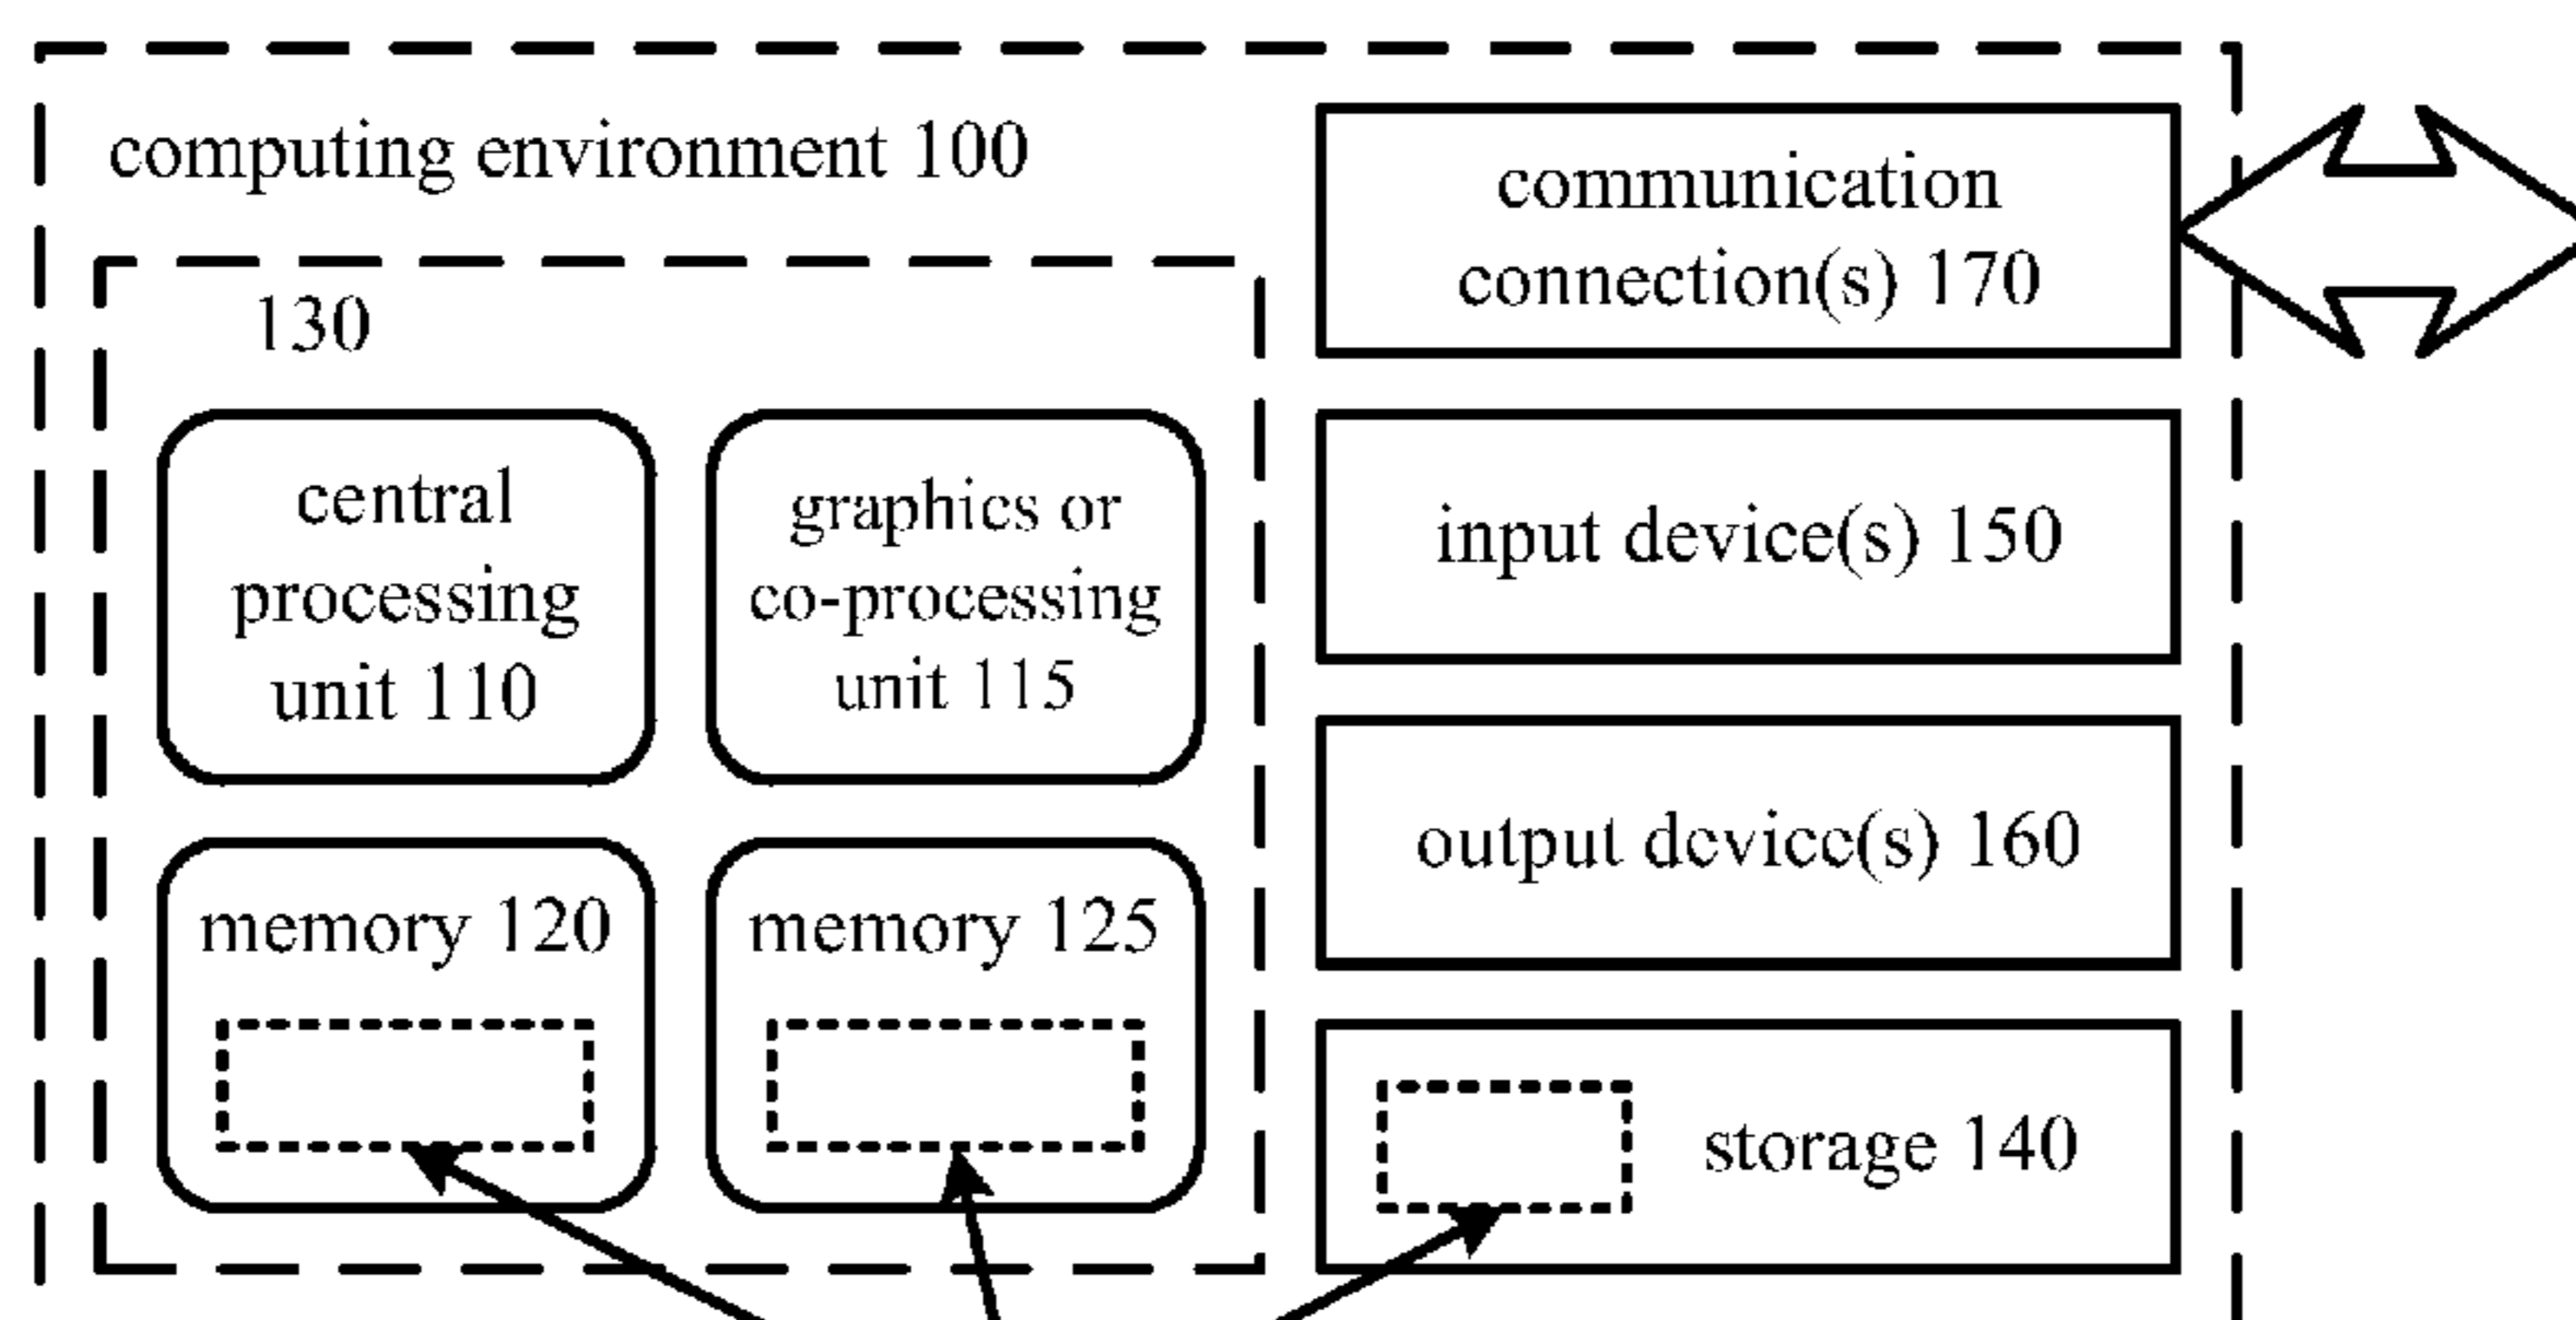 computing environment 100
communication
connection(s) 170
130
central
processing
unit 110
graphics or
co-processing
unit 115
input device(s) 150
output device(s) 160
memory 120
memory 125
storage 140